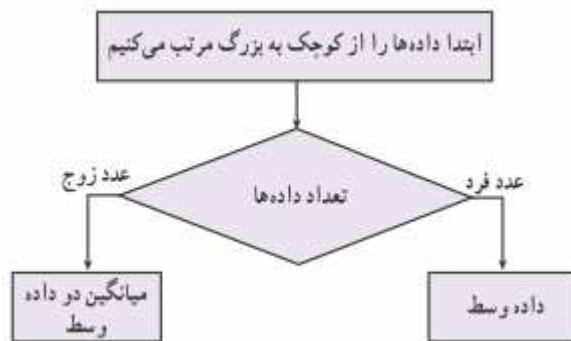 ابتدا داده‌ها را از کوچک به بزرگ مرتب می‌کنیم
عدد فرد
عدد زوج
تعداد داده‌ها
داده وسط
میانگین دو داده
وسط